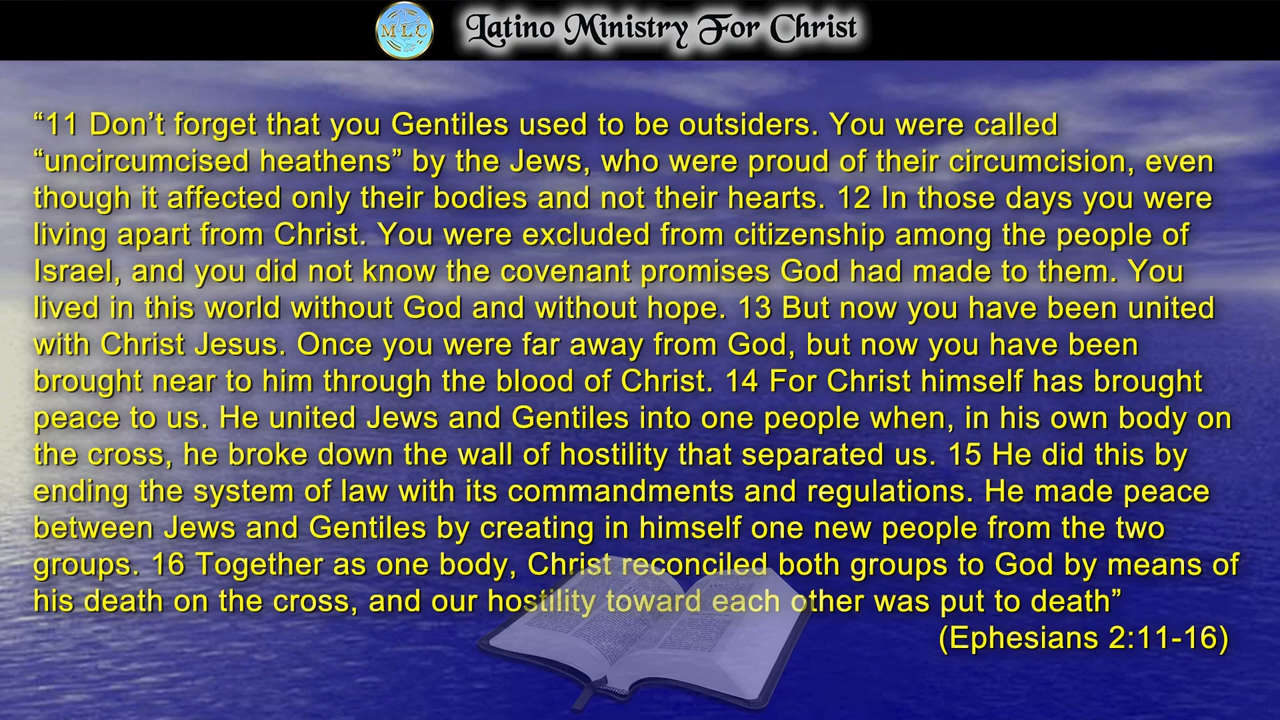 MLC
Latino Ministry For Christ
“11 Don’t forget that you Gentiles used to be outsiders. You were called
“uncircumcised heathens” by the Jews, who were proud of their circumcision, even
though it affected only their bodies and not their hearts. 12 In those days you were
living apart from Christ. You were excluded from citizenship among the people of
Israel, and you did not know the covenant promises God had made to them. You
lived in this world without God and without hope. 13 But now you have been united
with Christ Jesus. Once you were far away from God, but now you have been
brought near to him through the blood of Christ. 14 For Christ himself has brought
peace to us. He united Jews and Gentiles into one people when, in his own body on
the cross, he broke down the wall of hostility that separated us. 15 He did this by
ending the system of law with its commandments and regulations. He made peace
between Jews and Gentiles by creating in himself one new people from the two
groups. 16 Together as one body, Christ reconciled both groups to God by means of
his death on the cross, and our hostility toward each other was put to death”
(Ephesians 2:11-16)